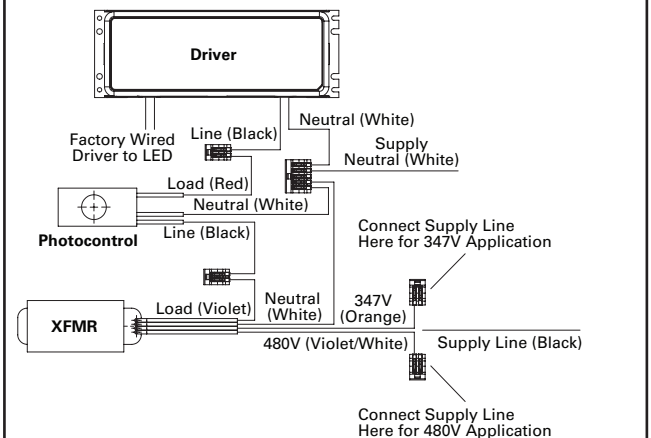 Driver
Neutral (White)
Factory Wired
Driver to LED
Line (Black)
Supply
Neutral (White)
Load (Red)
Neutral (White)
Photocontrol
Line (Black)
Connect Supply Line
Here for 347V Application
XFMR
Load (Violet)
Neutral
(White)
347V
(Orange)
480V (Violet/White)
Supply Line (Black)
Connect Supply Line
Here for 480V Application